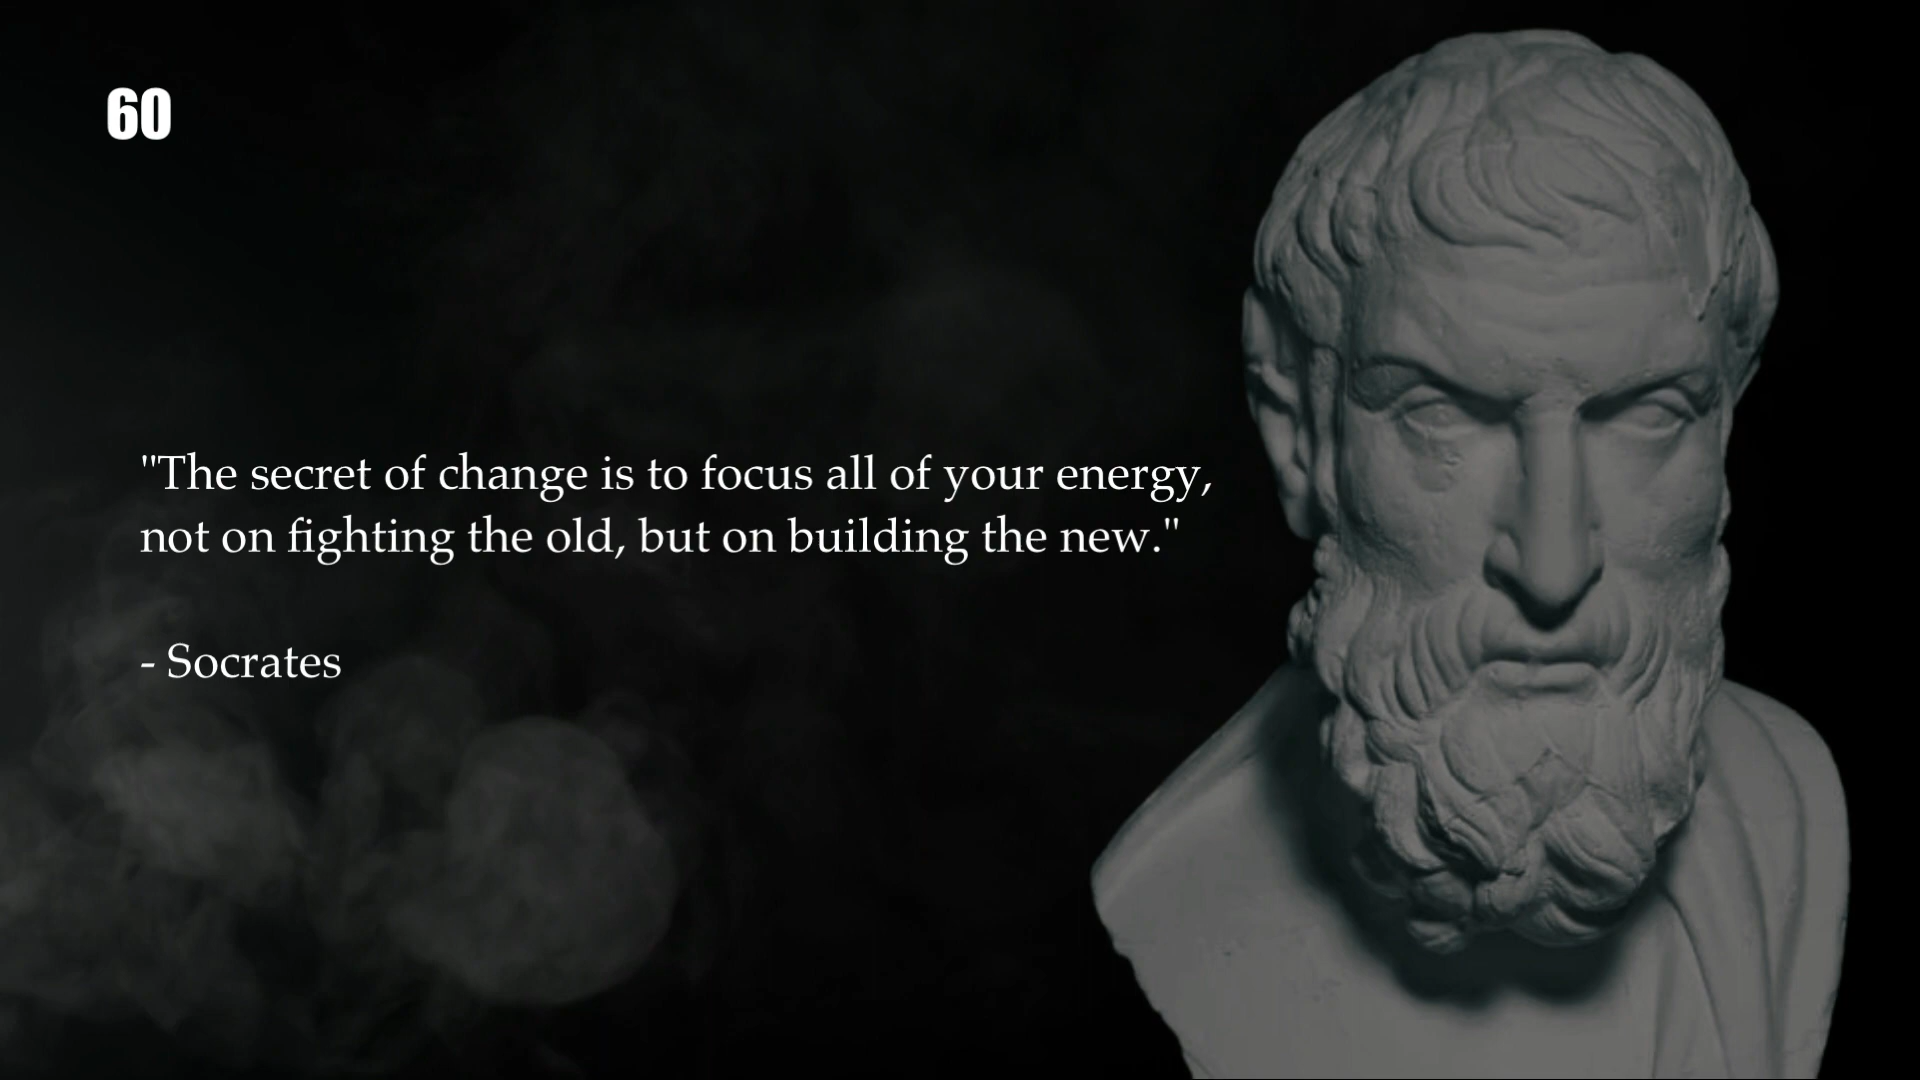 60
"The secret of change is to focus all of your energy,
not on fighting the old, but on building the new."
- Socrates